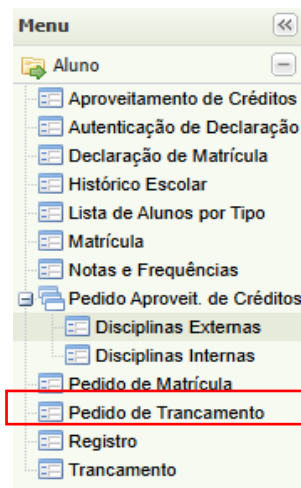 Menu
Aluno
Aproveitamento de Créditos
Autenticação de Declaração
Declaração de Matrícula
Histórico Escolar
Lista de Alunos por Tipo
Matrícula
Notas e Frequências
Pedido Aproveit. de Créditos
Disciplinas Externas
Disciplinas Internas
Pedido de Matrícula
Pedido de Trancamento
Registro
Trancamento